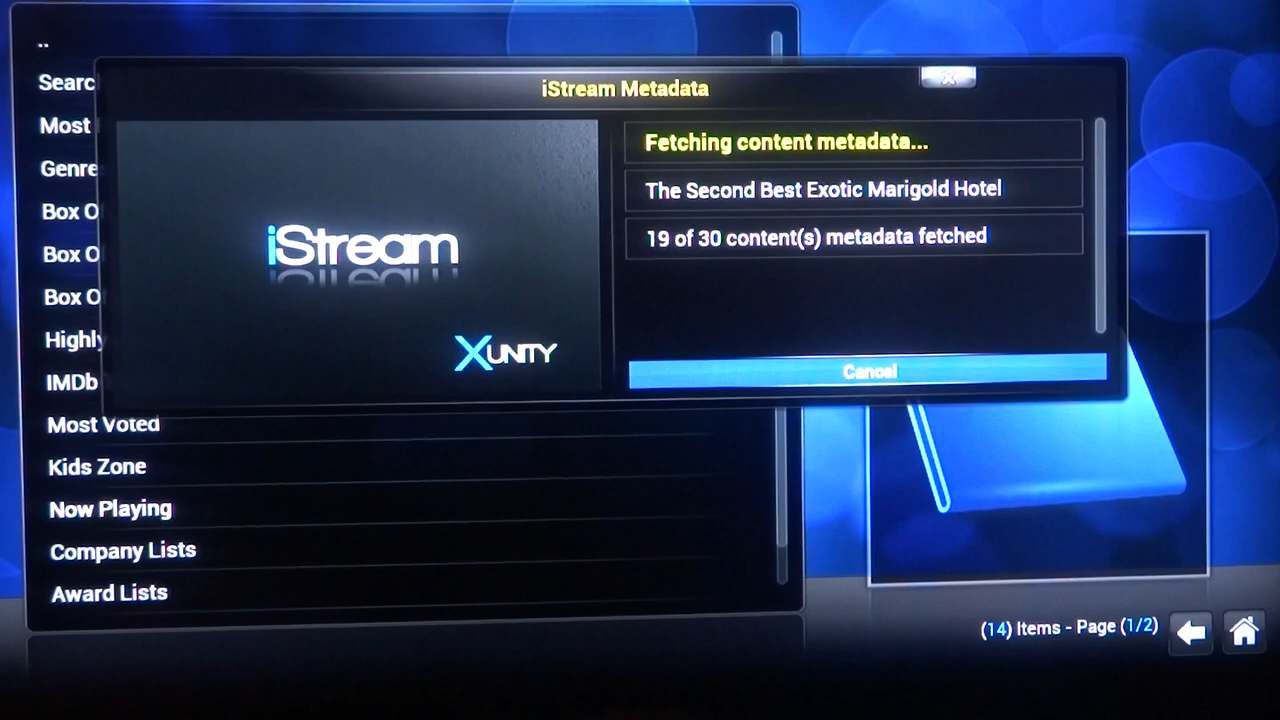 ..
Searc
Most
Genre
Box O
Box O
Box O
Highly
IMDb
Most Voted
Kids Zone
Now Playing
Company Lists
Award Lists
iStream Metadata
iStream
XUNITY
Fetching content metadata...
The Second Best Exotic Marigold Hotel
19 of 30 content(s) metadata fetched
Cancel
(14) Items - Page (1/2)